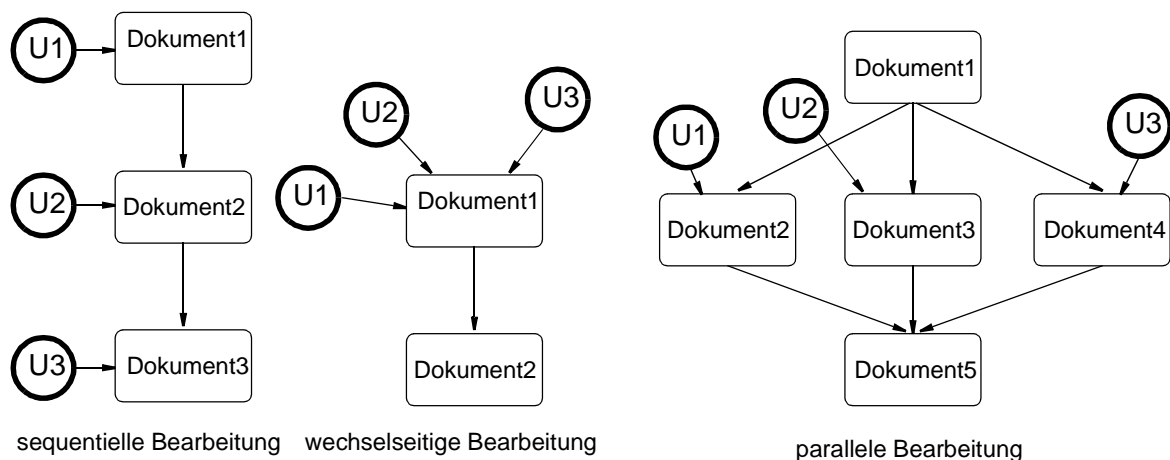 U1
Dokument1
U2
Dokument2
U3
Dokument3
sequentielle Bearbeitung
U2
U3
U1
Dokument1
Dokument2
wechselseitige Bearbeitung
Dokument1
U1
U2
U3
Dokument2
Dokument3
Dokument4
Dokument5
parallele Bearbeitung